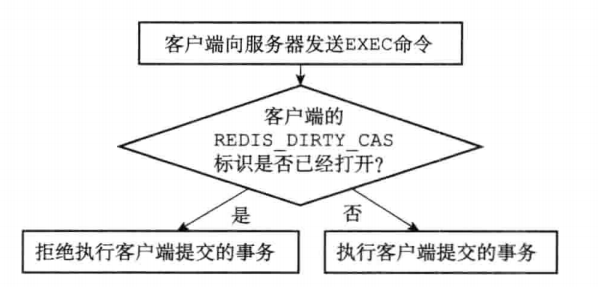 客户端向服务器发送EXEC命令
客户端的
REDIS_DIRTY_CAS
标识是否已经打开?
是
否
拒绝执行客户端提交的事务
执行客户端提交的事务